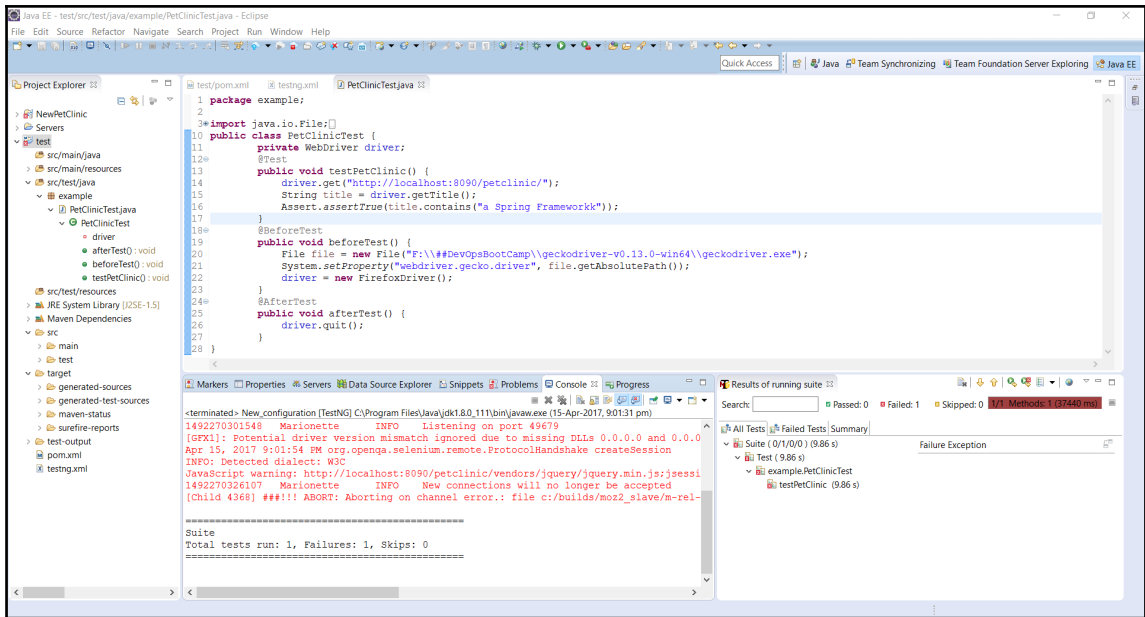 Java EE - test/src/test/java/example/PetClinicTest.java - Eclipse
File Edit Source Refactor Navigate Search Project Run Window Help
Quick Access Java Team Synchronizing Team Foundation Server Exploring Java EE
Project Explorer
NewPetClinic
Servers
test
src/main/java
src/main/resources
src/test/java
example
PetClinicTest.java
PetClinicTest
driver
afterTest() : void
beforeTest() : void
testPetClinic() : void
src/test/resources
JRE System Library [J2SE-1.5]
Maven Dependencies
src
main
test
target
generated-sources
generated-test-sources
maven-status
surefire-reports
test-output
pom.xml
testng.xml
test/pom.xml testng.xml PetClinicTest.java
1 package example;
2
3 import java.io.File;
10 public class PetClinicTest {
11 private WebDriver driver;
12 @Test
13 public void testPetClinic() {
14 driver.get("http://localhost:8090/petclinic/");
15 String title = driver.getTitle();
16 Assert.assertTrue(title.contains("a Spring Frameworkk"));
17 }
18 @BeforeTest
19 public void beforeTest() {
20 File file = new File("F:\\##DevOpsBootCamp\\geckodriver-v0.13.0-win64\\geckodriver.exe");
21 System.setProperty("webdriver.gecko.driver", file.getAbsolutePath());
22 driver = new FirefoxDriver();
23 }
24 @AfterTest
25 public void afterTest() {
26 driver.quit();
27 }
28 }
Markers Properties Servers Data Source Explorer Snippets Problems Console Progress
<terminated> New_configuration [TestNG] C:\Program Files\Java\jdk1.8.0_111\bin\javaw.exe (15-Apr-2017, 9:01:31 pm)
1492270301548 Marionette INFO Listening on port 49679
[GFX1]: Potential driver version mismatch ignored due to missing DLLs 0.0.0.0 and 0.0.0
Apr 15, 2017 9:01:54 PM org.openqa.selenium.remote.ProtocolHandshake createSession
INFO: Detected dialect: W3C
JavaScript warning: http://localhost:8090/petclinic/vendors/jquery/jquery.min.js;jsessi
1492270326107 Marionette INFO New connections will no longer be accepted
[Child 4368] ###!!! ABORT: Aborting on channel error.: file c:/builds/moz2_slave/m-rel-
===============================================
Suite
Total tests run: 1, Failures: 1, Skips: 0
===============================================
Results of running suite
Search: Passed: 0 Failed: 1 Skipped: 0 1/1 Methods: 1 (37440 ms)
All Tests Failed Tests Summary
Suite ( 0/1/0/0 ) (9.86 s)
Test ( 9.86 s)
example.PetClinicTest
testPetClinic (9.86 s)
Failure Exception